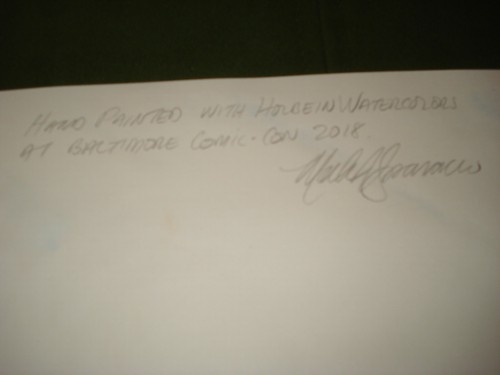 HAND PAINTED WITH HOLBEIN WATERCOLORS
AT BALTIMORE COMIC-CON 2018.